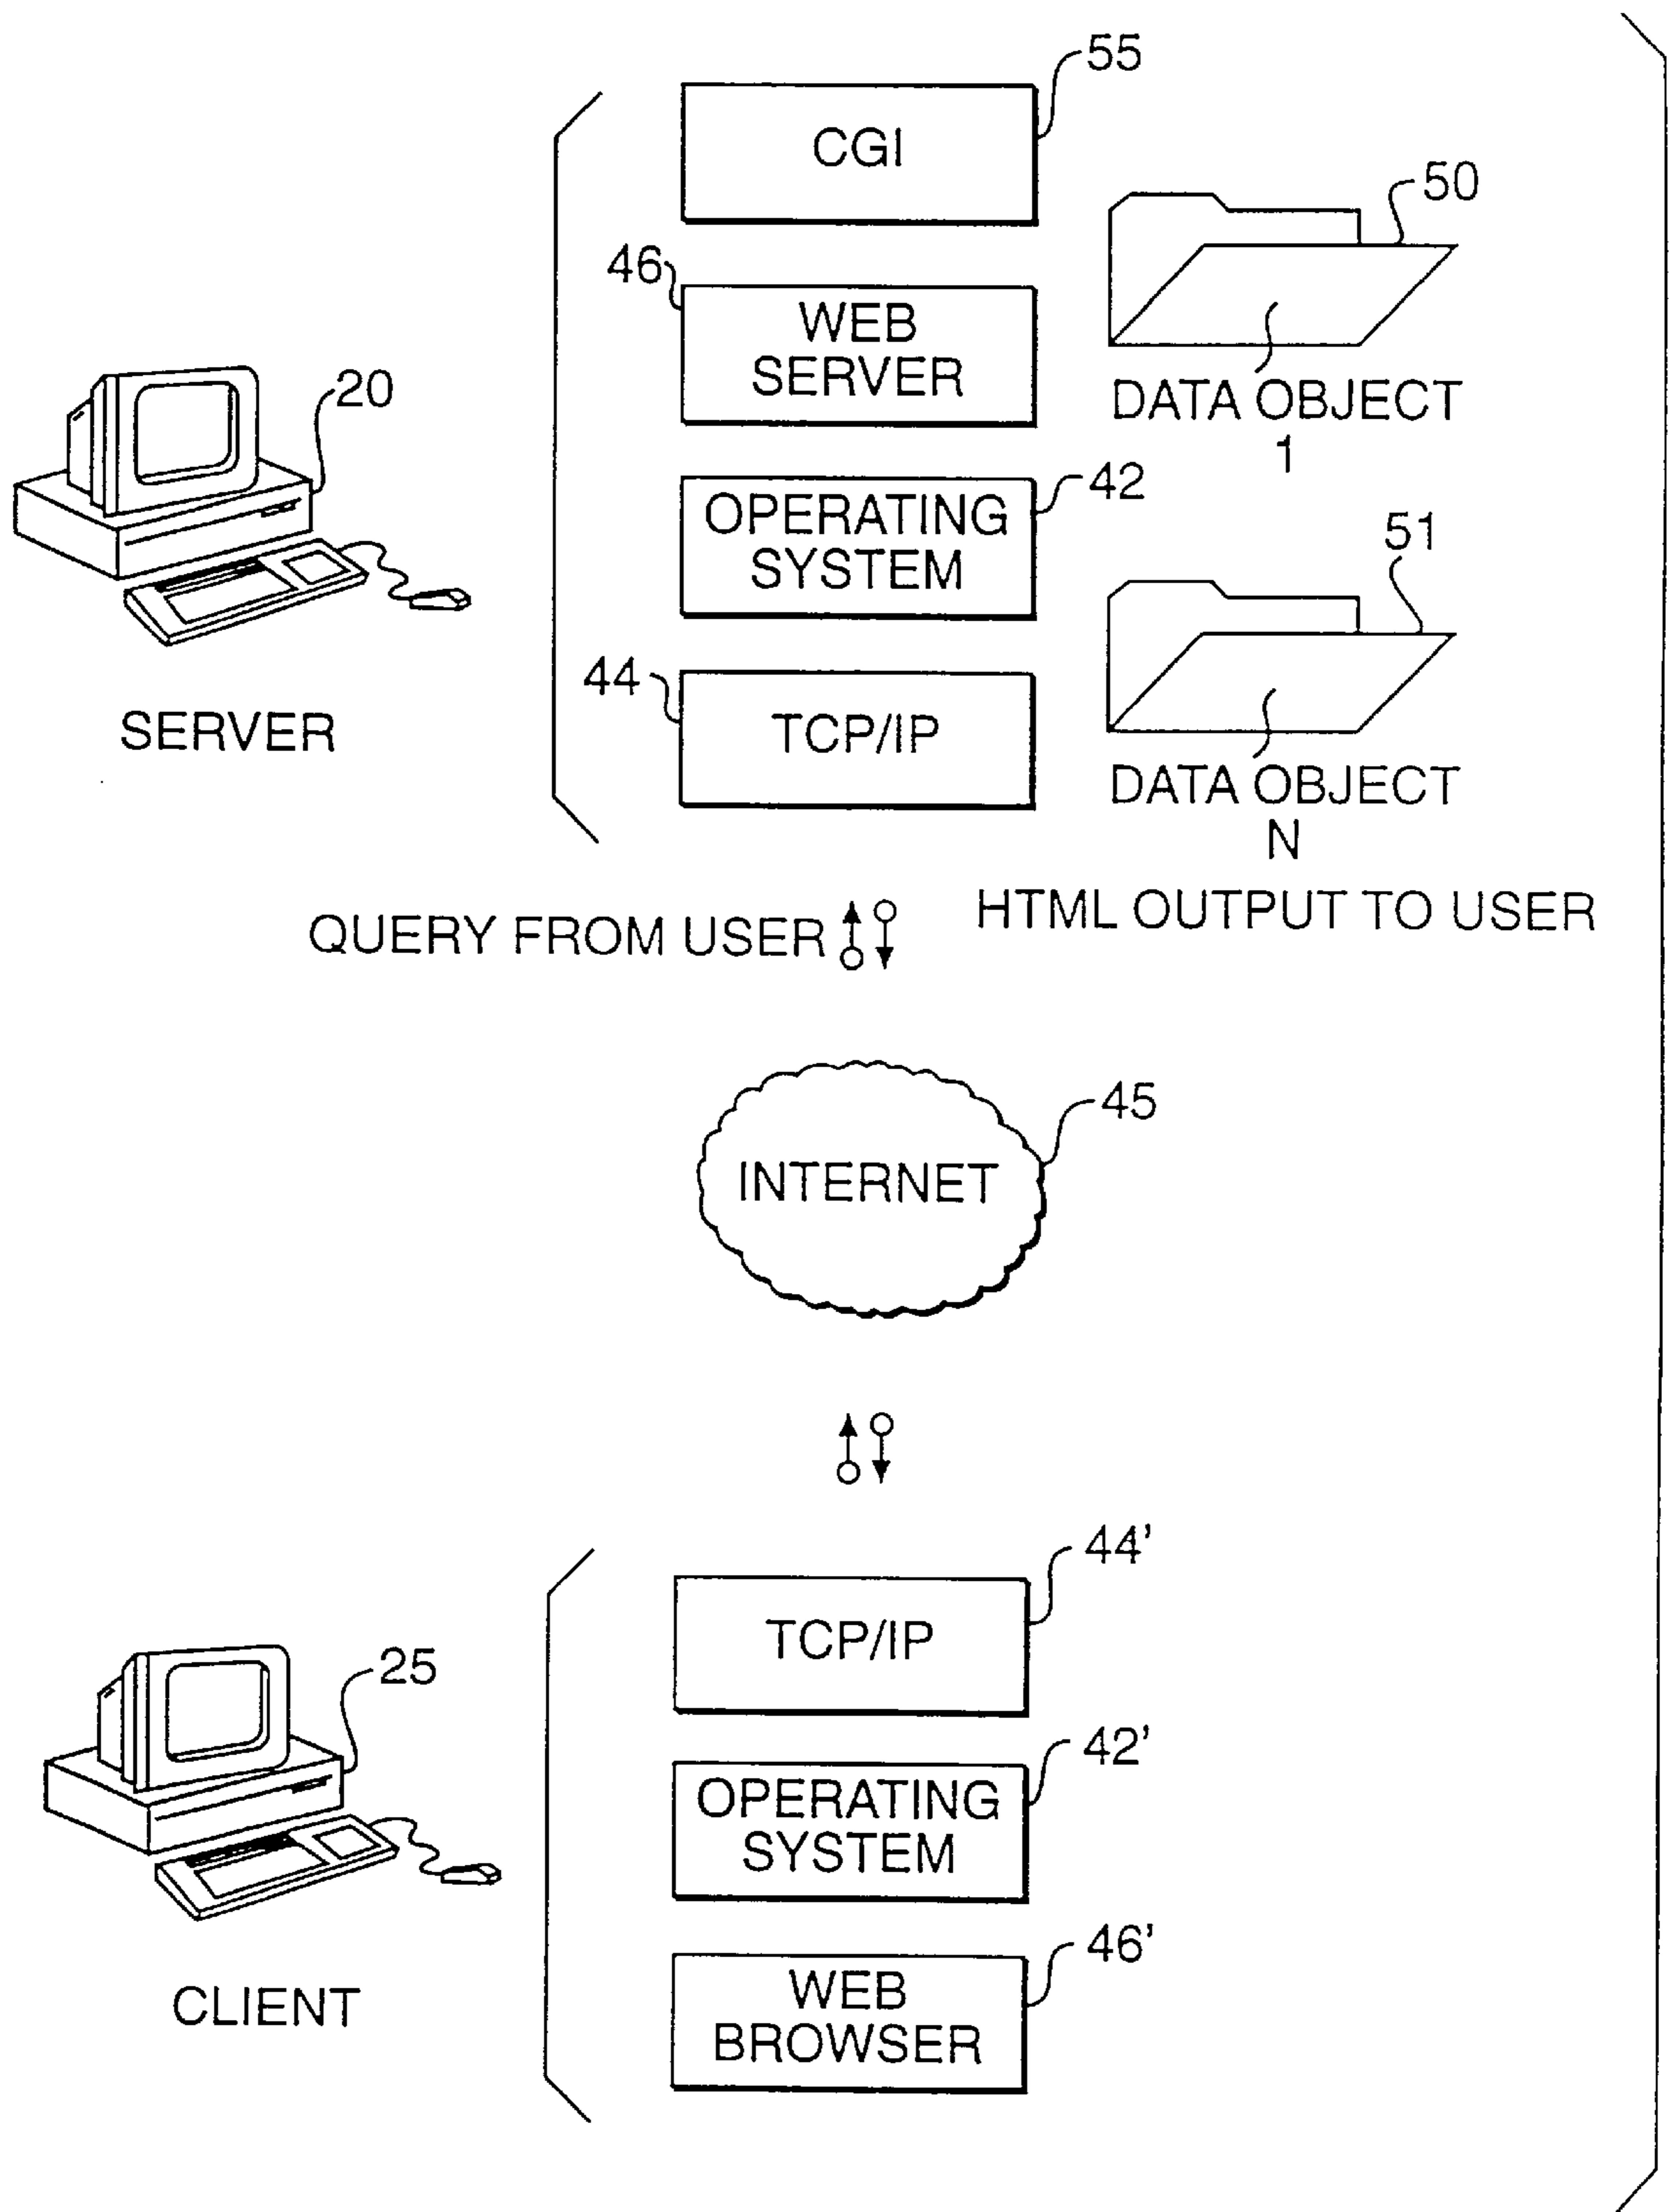 55
CGI
50
46
WEB
SERVER
20
DATA OBJECT
1
42
OPERATING
SYSTEM
51
44
TCP/IP
SERVER
DATA OBJECT
N
QUERY FROM USER
HTML OUTPUT TO USER
45
INTERNET
44'
TCP/IP
25
42'
OPERATING
SYSTEM
46'
WEB
BROWSER
CLIENT